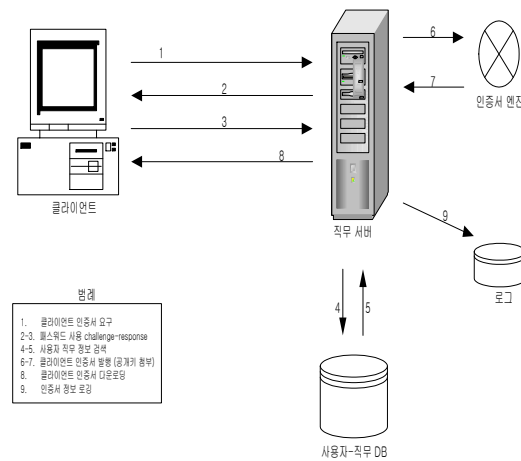 1
2
3
8
6
7
인증서 엔진
클라이언트
직무 서버
9
로그
4
5
범례
1. 클라이언트 인증서 요구
2-3. 패스워드 사용 challenge-response
4-5. 사용자 직무 정보 검색
6-7. 클라이언트 인증서 발행 (공개키 첨부)
8. 클라이언트 인증서 다운로딩
9. 인증서 정보 로깅
사용자-직무 DB